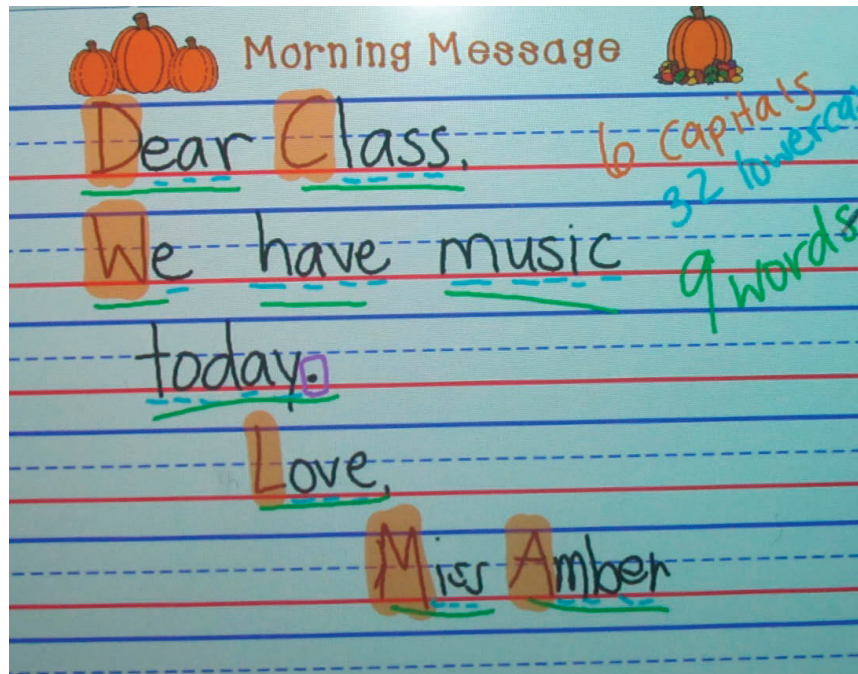 Morning Message
Dear Class,
6 capitals
32 lowerca
We have music
9 words
today.
Love,
Miss Amber